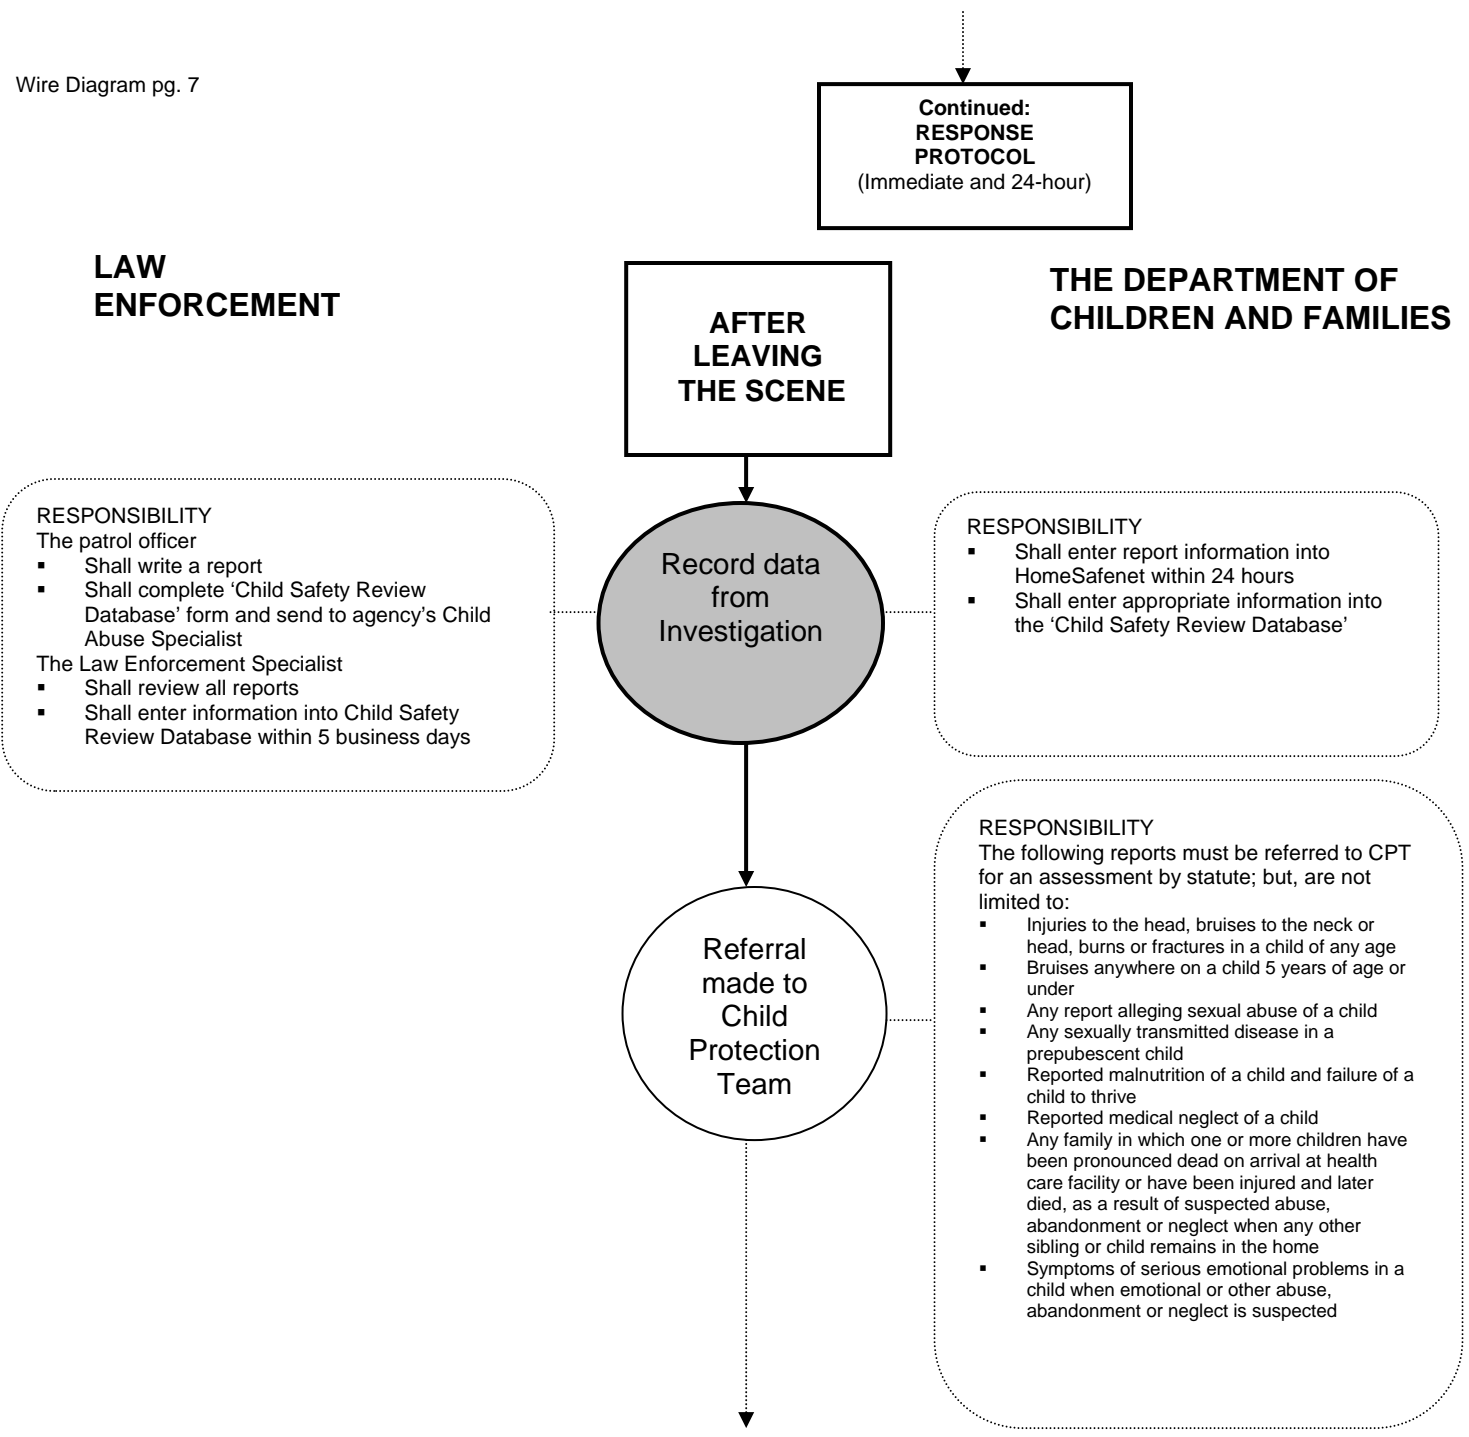 Wire Diagram pg. 7
Continued:
RESPONSE
PROTOCOL
(Immediate and 24-hour)
LAW
ENFORCEMENT
AFTER
LEAVING
THE SCENE
THE DEPARTMENT OF
CHILDREN AND FAMILIES
RESPONSIBILITY
The patrol officer
▪ Shall write a report
▪ Shall complete ‘Child Safety Review
Database’ form and send to agency’s Child
Abuse Specialist
The Law Enforcement Specialist
▪ Shall review all reports
▪ Shall enter information into Child Safety
Review Database within 5 business days
Record data
from
Investigation
RESPONSIBILITY
▪ Shall enter report information into
HomeSafenet within 24 hours
▪ Shall enter appropriate information into
the ‘Child Safety Review Database’
Referral
made to
Child
Protection
Team
RESPONSIBILITY
The following reports must be referred to CPT
for an assessment by statute; but, are not
limited to:
▪ Injuries to the head, bruises to the neck or
head, burns or fractures in a child of any age
▪ Bruises anywhere on a child 5 years of age or
under
▪ Any report alleging sexual abuse of a child
▪ Any sexually transmitted disease in a
prepubescent child
▪ Reported malnutrition of a child and failure of a
child to thrive
▪ Reported medical neglect of a child
▪ Any family in which one or more children have
been pronounced dead on arrival at health
care facility or have been injured and later
died, as a result of suspected abuse,
abandonment or neglect when any other
sibling or child remains in the home
▪ Symptoms of serious emotional problems in a
child when emotional or other abuse,
abandonment or neglect is suspected